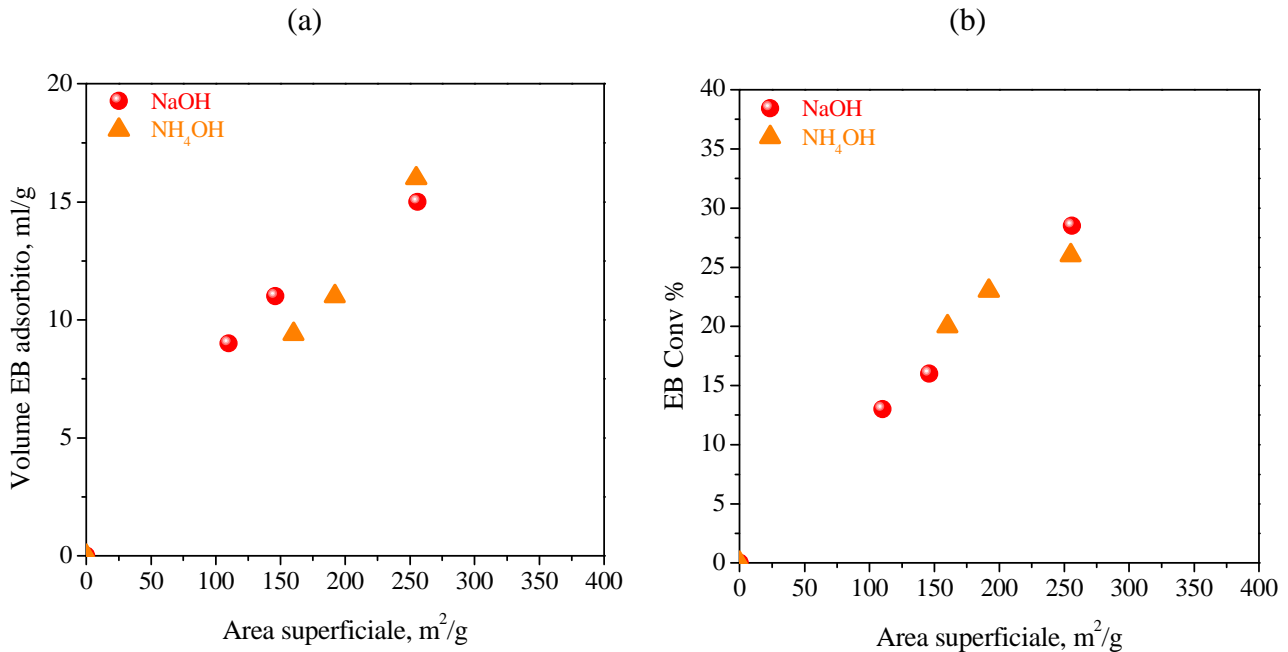 (a)
20
15
10
5
0
NaOH
NH₄OH
Volume EB adsorbito, ml/g
0 50 100 150 200 250 300 350 400
Area superficiale, m²/g
(b)
40
35
30
25
20
15
10
5
0
NaOH
NH₄OH
EB Conv %
0 50 100 150 200 250 300 350 400
Area superficiale, m²/g